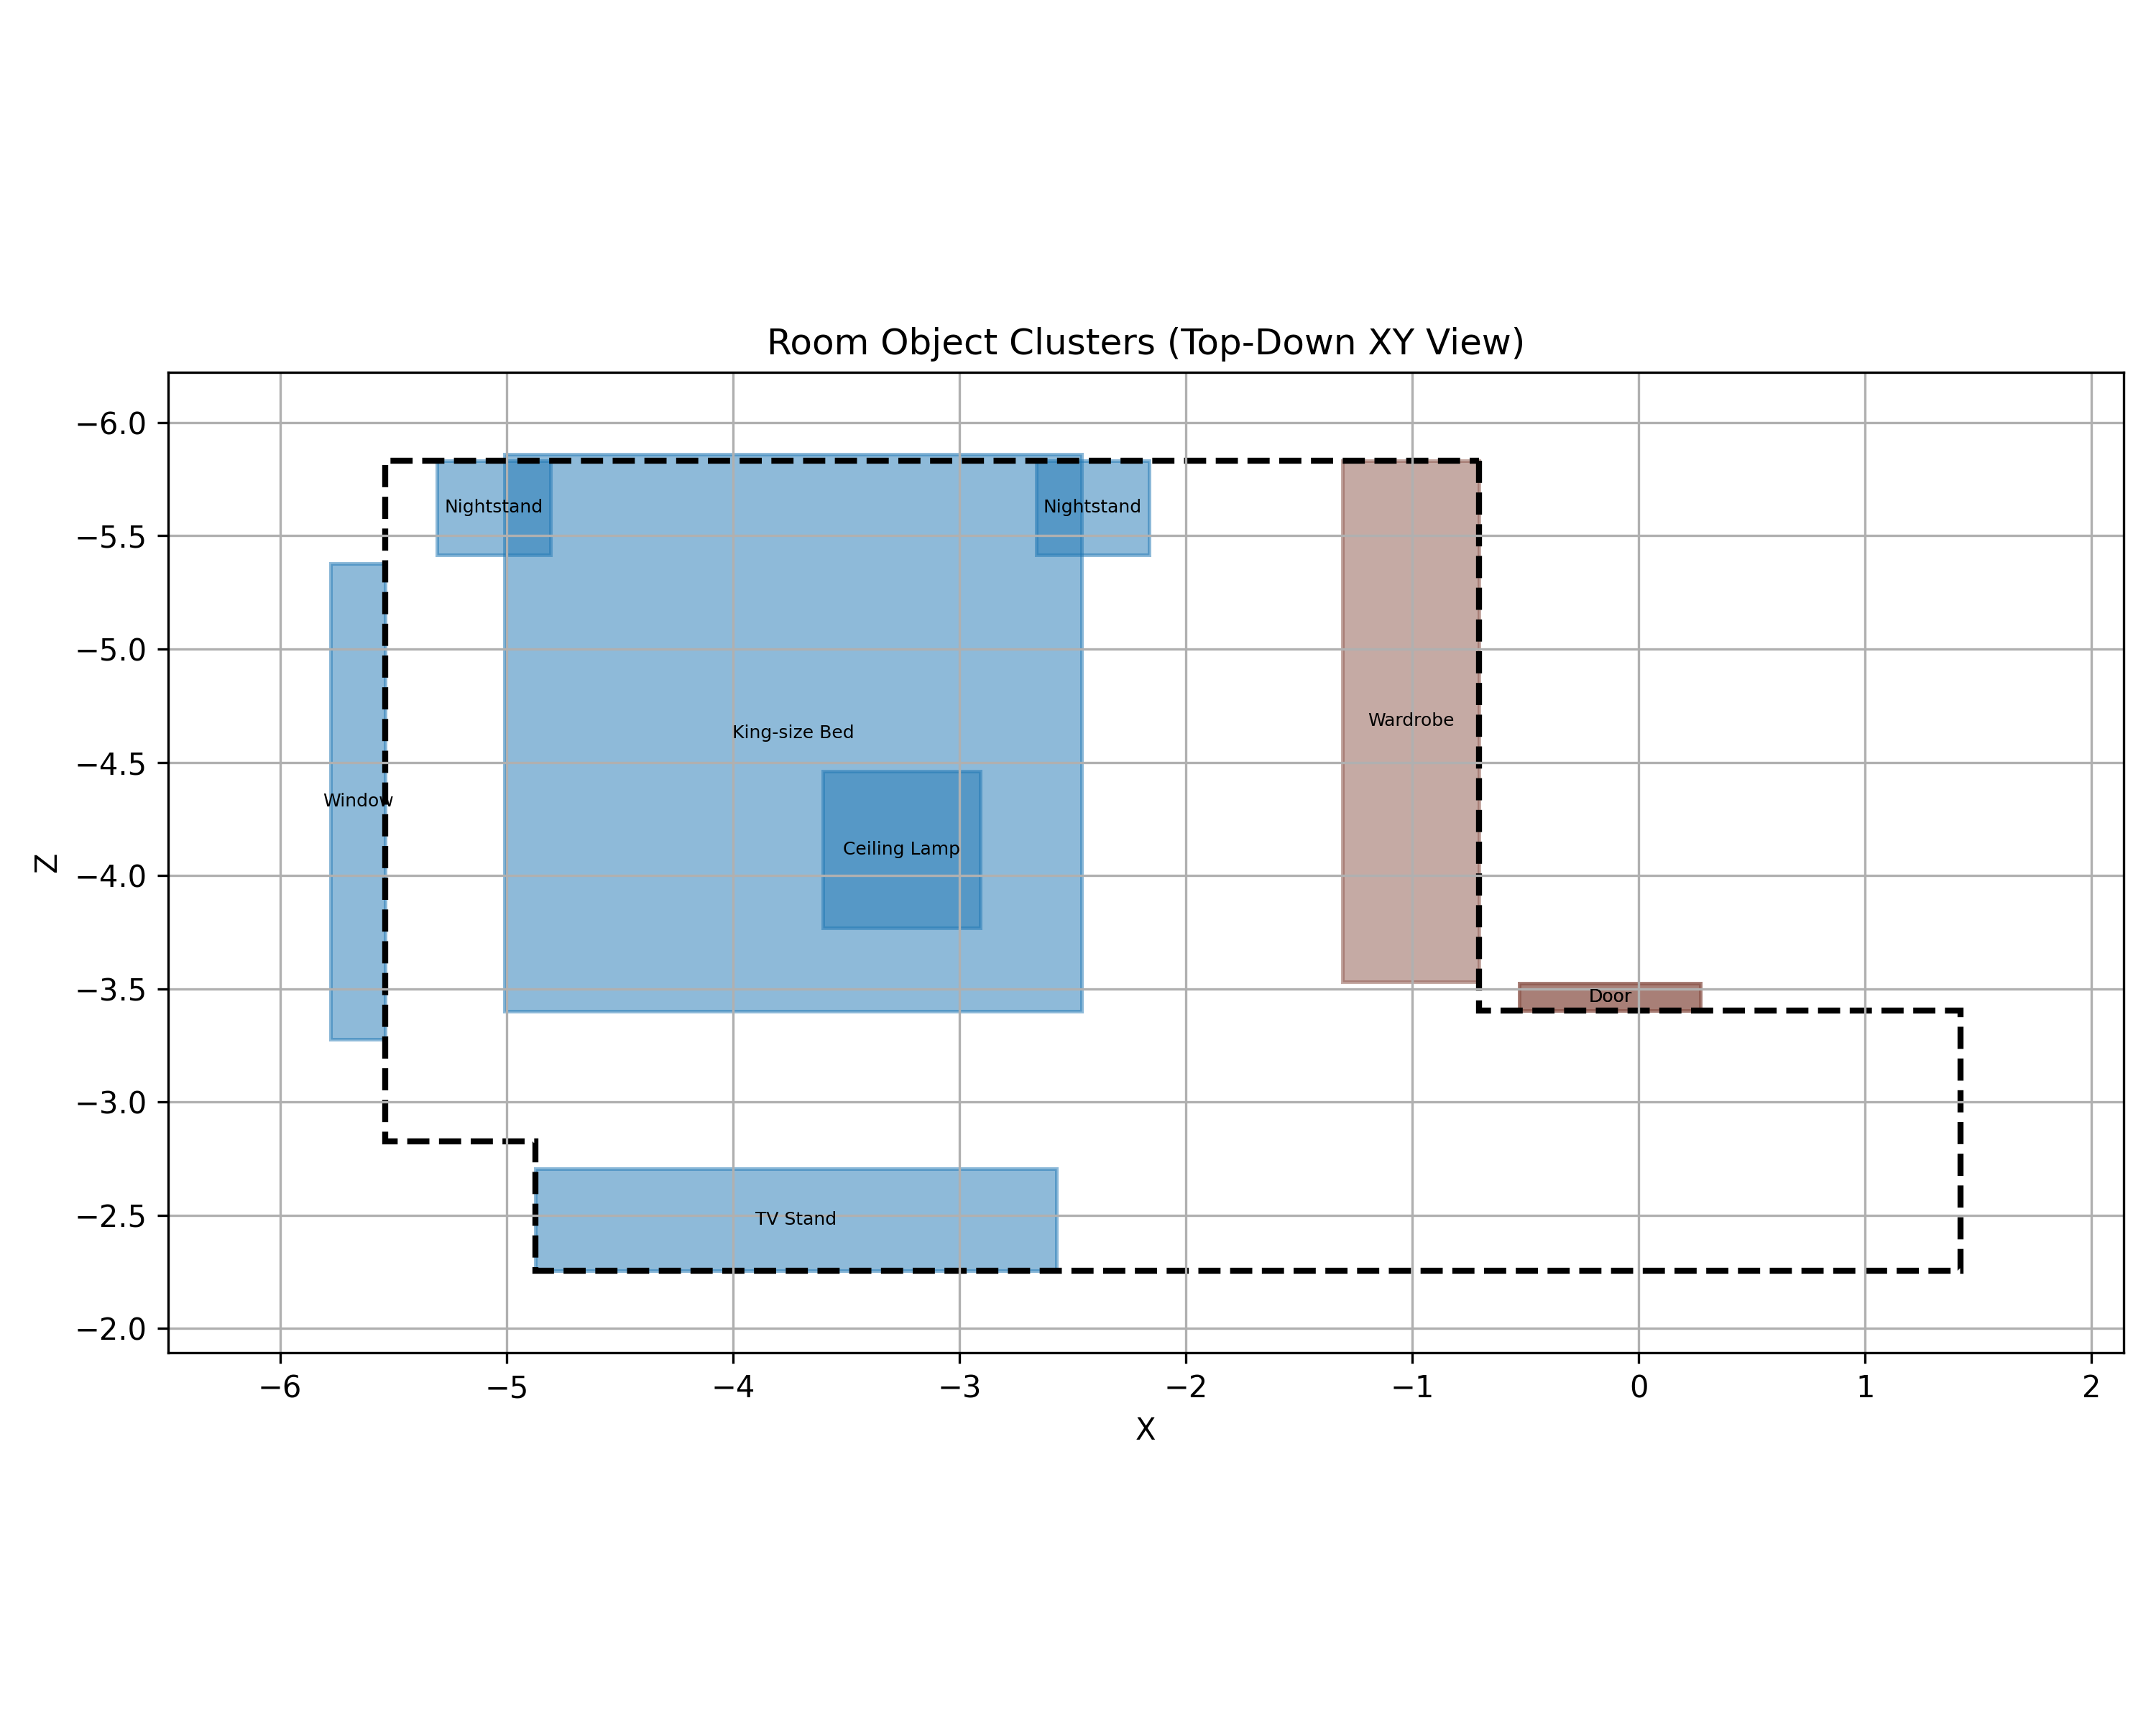 Room Object Clusters (Top-Down XY View)
−6.0
Nightstand
Nightstand
−5.5
−5.0
Wardrobe
King-size Bed
−4.5
Window
Ceiling Lamp
Z
−4.0
−3.5
Door
−3.0
−2.5
TV Stand
−2.0
−6
−5
−4
−3
−2
−1
0
1
2
X